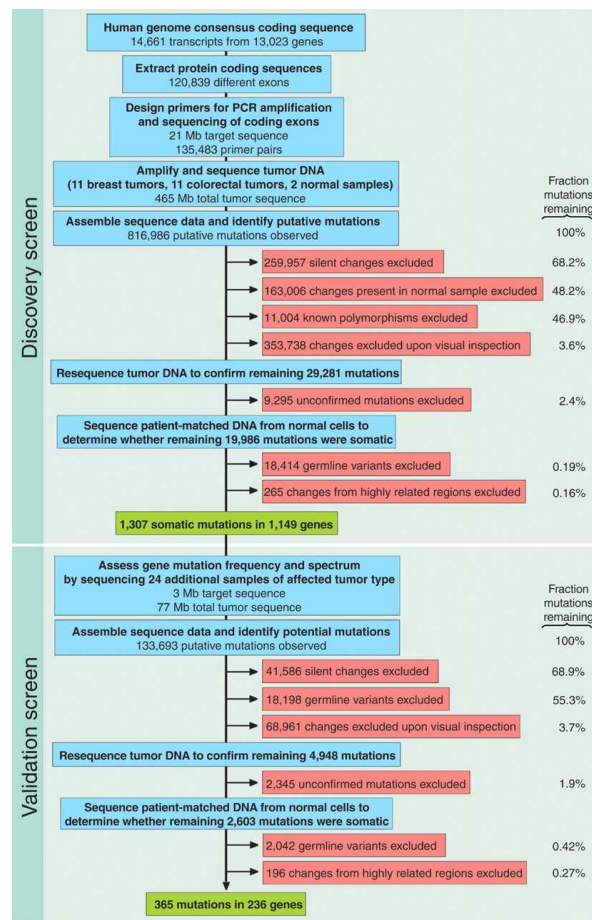 Discovery screen
Human genome consensus coding sequence
14,661 transcripts from 13,023 genes
Extract protein coding sequences
120,839 different exons
Design primers for PCR amplification
and sequencing of coding exons
21 Mb target sequence
135,483 primer pairs
Amplify and sequence tumor DNA
(11 breast tumors, 11 colorectal tumors, 2 normal samples)
465 Mb total tumor sequence
Fraction
mutations
remaining
Assemble sequence data and identify putative mutations
816,986 putative mutations observed
100%
259,957 silent changes excluded
68.2%
163,006 changes present in normal sample excluded
48.2%
11,004 known polymorphisms excluded
46.9%
353,738 changes excluded upon visual inspection
3.6%
Resequence tumor DNA to confirm remaining 29,281 mutations
9,295 unconfirmed mutations excluded
2.4%
Sequence patient-matched DNA from normal cells to
determine whether remaining 19,986 mutations were somatic
18,414 germline variants excluded
0.19%
265 changes from highly related regions excluded
0.16%
1,307 somatic mutations in 1,149 genes
Validation screen
Assess gene mutation frequency and spectrum
by sequencing 24 additional samples of affected tumor type
3 Mb target sequence
77 Mb total tumor sequence
Fraction
mutations
remaining
Assemble sequence data and identify potential mutations
133,693 putative mutations observed
100%
41,586 silent changes excluded
68.9%
18,198 germline variants excluded
55.3%
68,961 changes excluded upon visual inspection
3.7%
Resequence tumor DNA to confirm remaining 4,948 mutations
2,345 unconfirmed mutations excluded
1.9%
Sequence patient-matched DNA from normal cells to
determine whether remaining 2,603 mutations were somatic
2,042 germline variants excluded
0.42%
196 changes from highly related regions excluded
0.27%
365 mutations in 236 genes